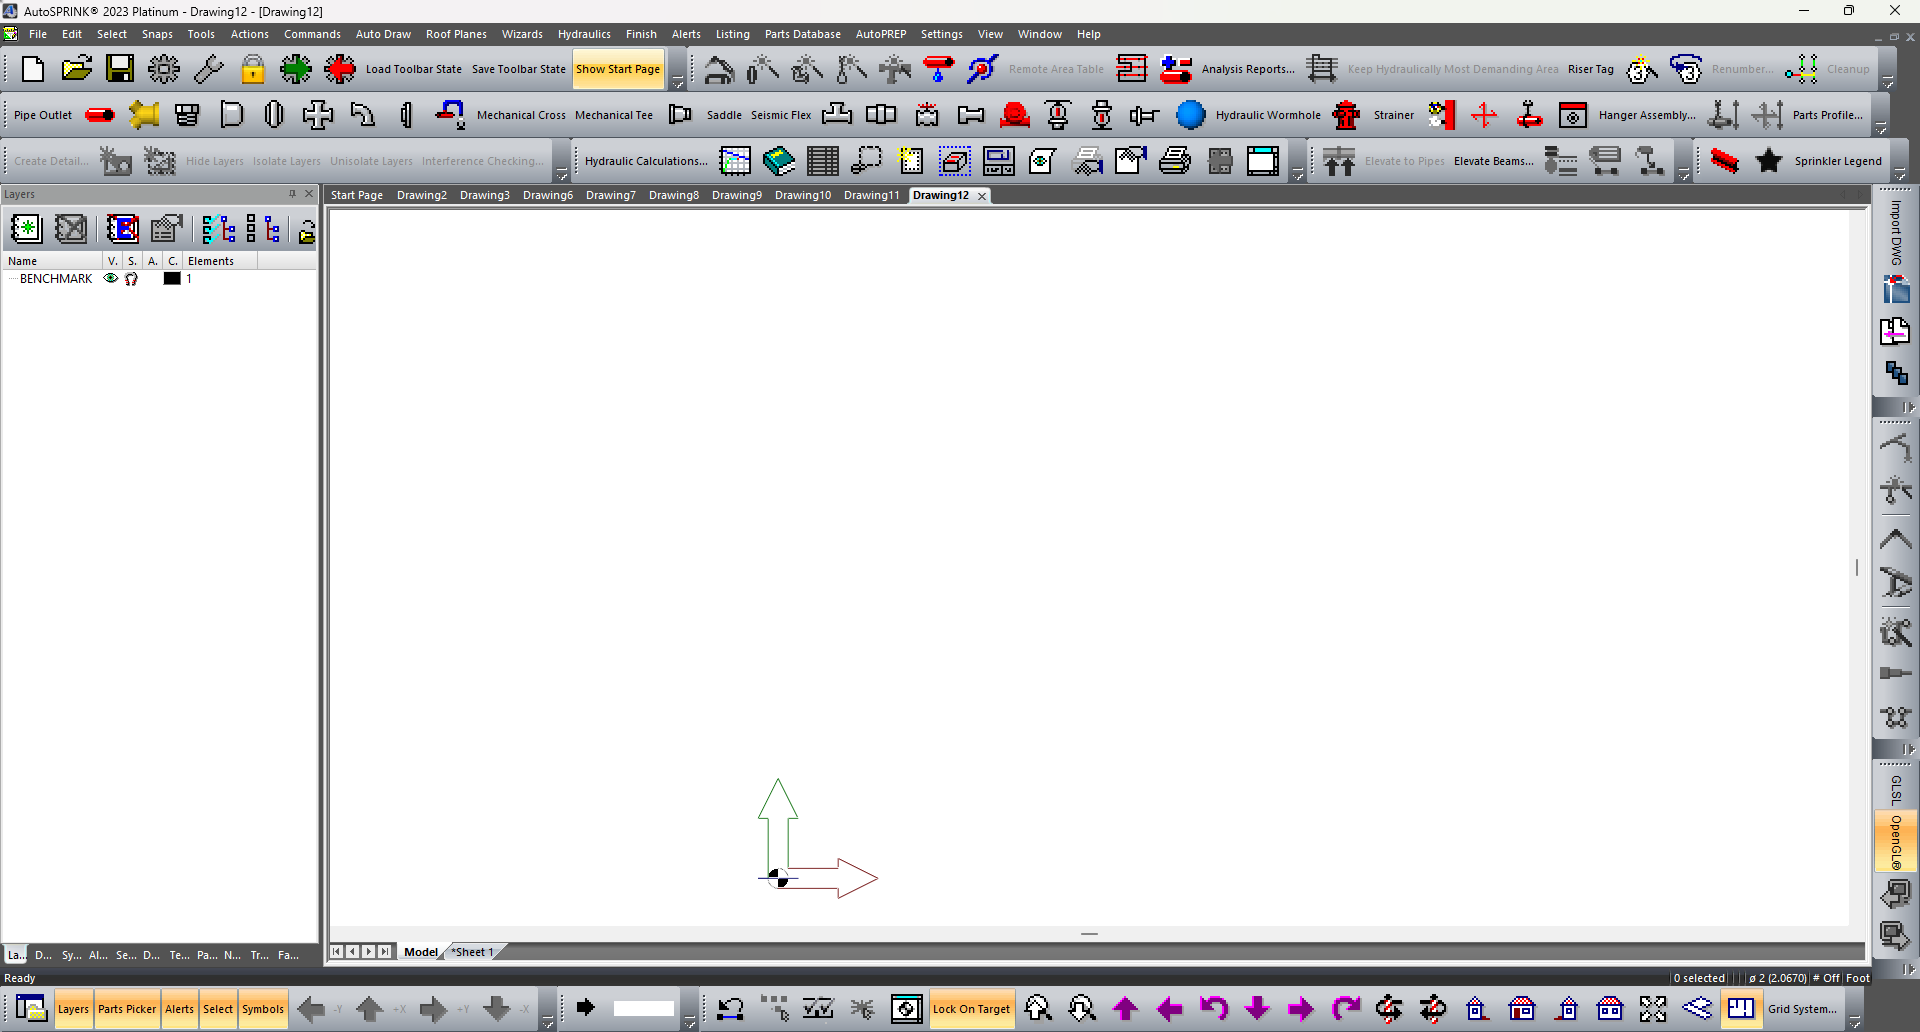 AutoSPRINK® 2023 Platinum - Drawing12 - [Drawing12]
File Edit Select Snaps Tools Actions Commands Auto Draw Roof Planes Wizards Hydraulics Finish Alerts Listing Parts Database AutoPREP Settings View Window Help
Load Toolbar State Save Toolbar State Show Start Page Remote Area Table Analysis Reports... Keep Hydraulically Most Demanding Area Riser Tag Renumber... Cleanup
Pipe Outlet Mechanical Cross Mechanical Tee Saddle Seismic Flex Hydraulic Wormhole Strainer Hanger Assembly... Parts Profile...
Create Detail... Hide Layers Isolate Layers Unisolate Layers Interference Checking... Hydraulic Calculations... Elevate to Pipes Elevate Beams... Sprinkler Legend
Layers
Start Page Drawing2 Drawing3 Drawing6 Drawing7 Drawing8 Drawing9 Drawing10 Drawing11 Drawing12
Import DWG
Name V. S. A. C. Elements
BENCHMARK 1
GLSL
OpenGL®
La... D... Sy... Al... Se... D... Te... Pa... N... Tr... Fa...
Model *Sheet 1
Ready
0 selected ø 2 (2.0670) # Off Foot
Layers Parts Picker Alerts Select Symbols -Y +X +Y -X Lock On Target Grid System...